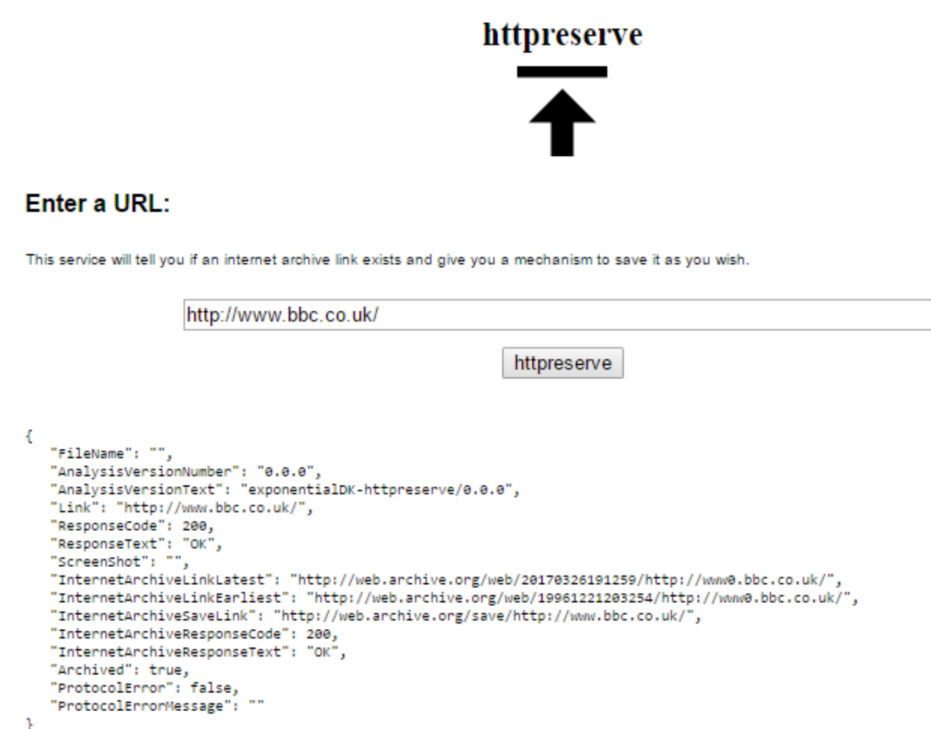 httpreserve
Enter a URL:
This service will tell you if an internet archive link exists and give you a mechanism to save it as you wish.
http://www.bbc.co.uk/
httpreserve
{
"FileName": "",
"AnalysisVersionNumber": "0.0.0",
"AnalysisVersionText": "exponentialDK-httpreserve/0.0.0",
"Link": "http://www.bbc.co.uk/",
"ResponseCode": 200,
"ResponseText": "OK",
"ScreenShot": "",
"InternetArchiveLinkLatest": "http://web.archive.org/web/20170326191259/http://www0.bbc.co.uk/",
"InternetArchiveLinkEarliest": "http://web.archive.org/web/19961221203254/http://www0.bbc.co.uk/",
"InternetArchiveSaveLink": "http://web.archive.org/save/http://www.bbc.co.uk/",
"InternetArchiveResponseCode": 200,
"InternetArchiveResponseText": "OK",
"Archived": true,
"ProtocolError": false,
"ProtocolErrorMessage": ""
}